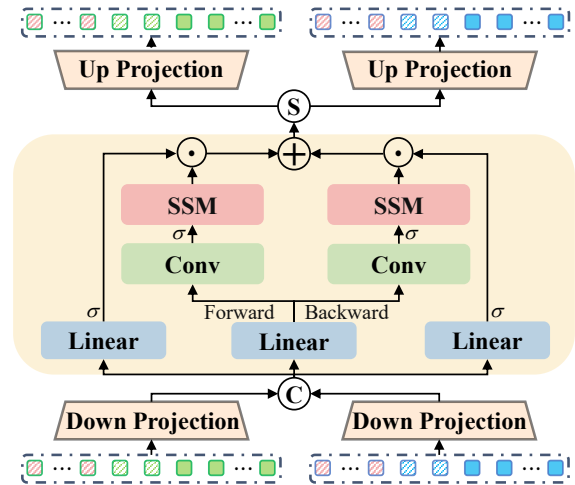 Up Projection
Up Projection
S
SSM
SSM
σ
σ
Conv
Conv
Forward
Backward
σ
σ
Linear
Linear
Linear
C
Down Projection
Down Projection